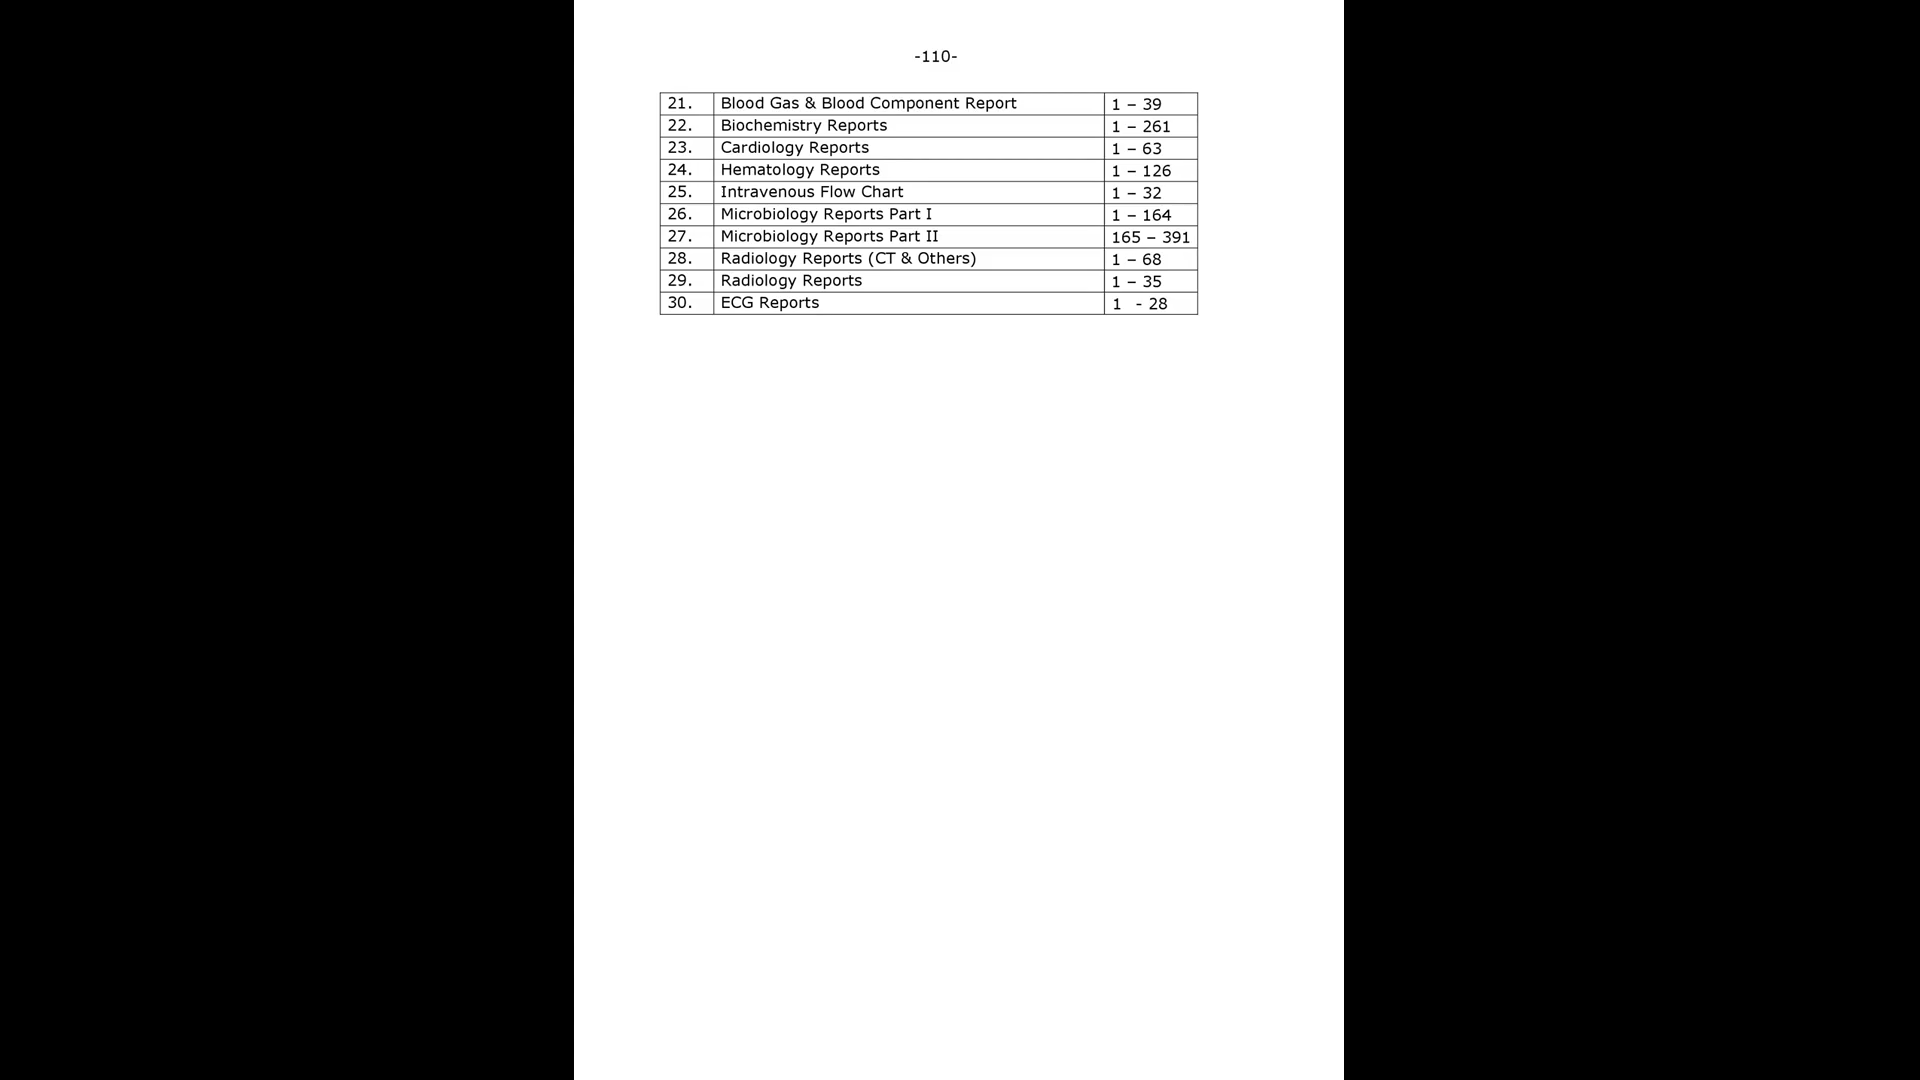 -110-
21. Blood Gas & Blood Component Report 1 – 39
22. Biochemistry Reports 1 – 261
23. Cardiology Reports 1 – 63
24. Hematology Reports 1 – 126
25. Intravenous Flow Chart 1 – 32
26. Microbiology Reports Part I 1 – 164
27. Microbiology Reports Part II 165 – 391
28. Radiology Reports (CT & Others) 1 – 68
29. Radiology Reports 1 – 35
30. ECG Reports 1 - 28